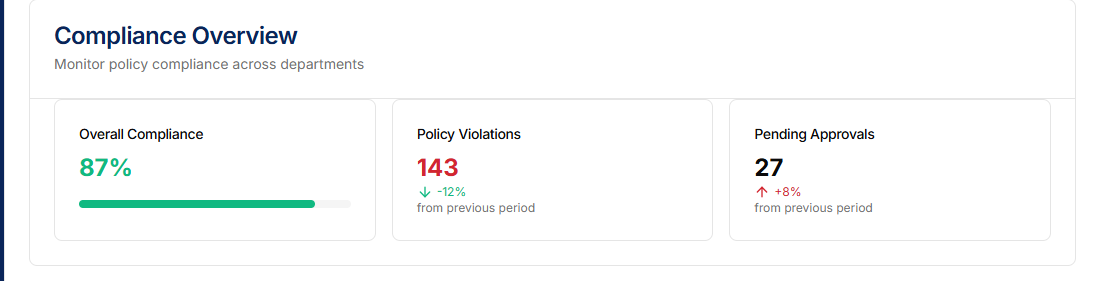 Compliance Overview
Monitor policy compliance across departments
Overall Compliance
87%
Policy Violations
143
↓ -12%
from previous period
Pending Approvals
27
↑ +8%
from previous period